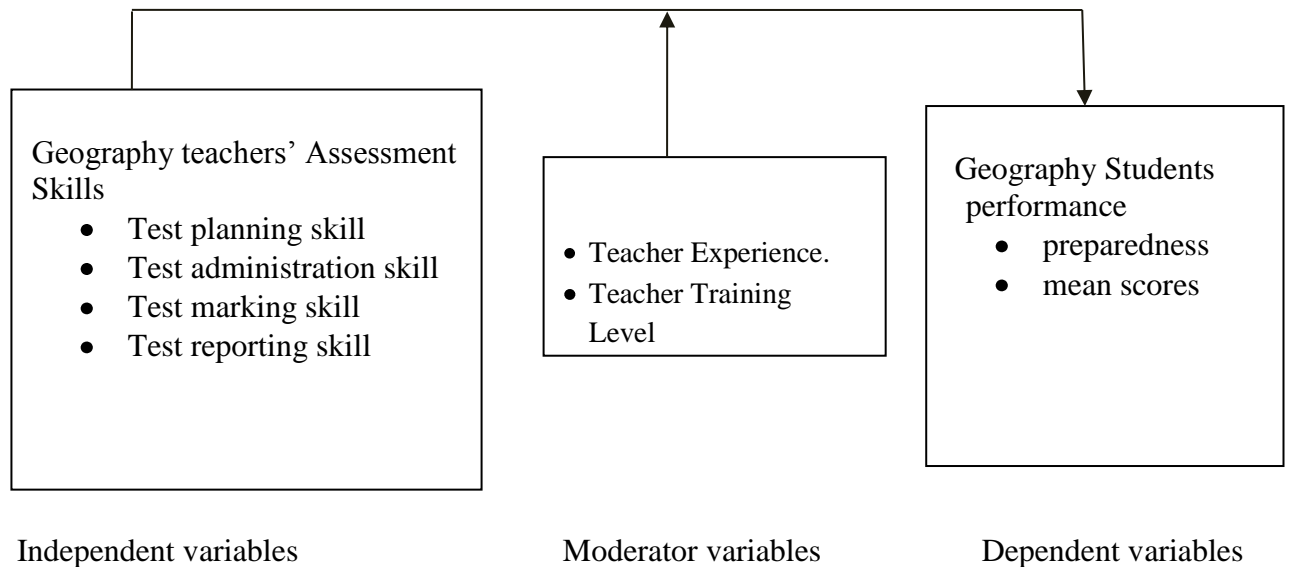 Geography teachers’ Assessment
Skills
• Test planning skill
• Test administration skill
• Test marking skill
• Test reporting skill
• Teacher Experience.
• Teacher Training
Level
Geography Students
performance
• preparedness
• mean scores
Independent variables
Moderator variables
Dependent variables